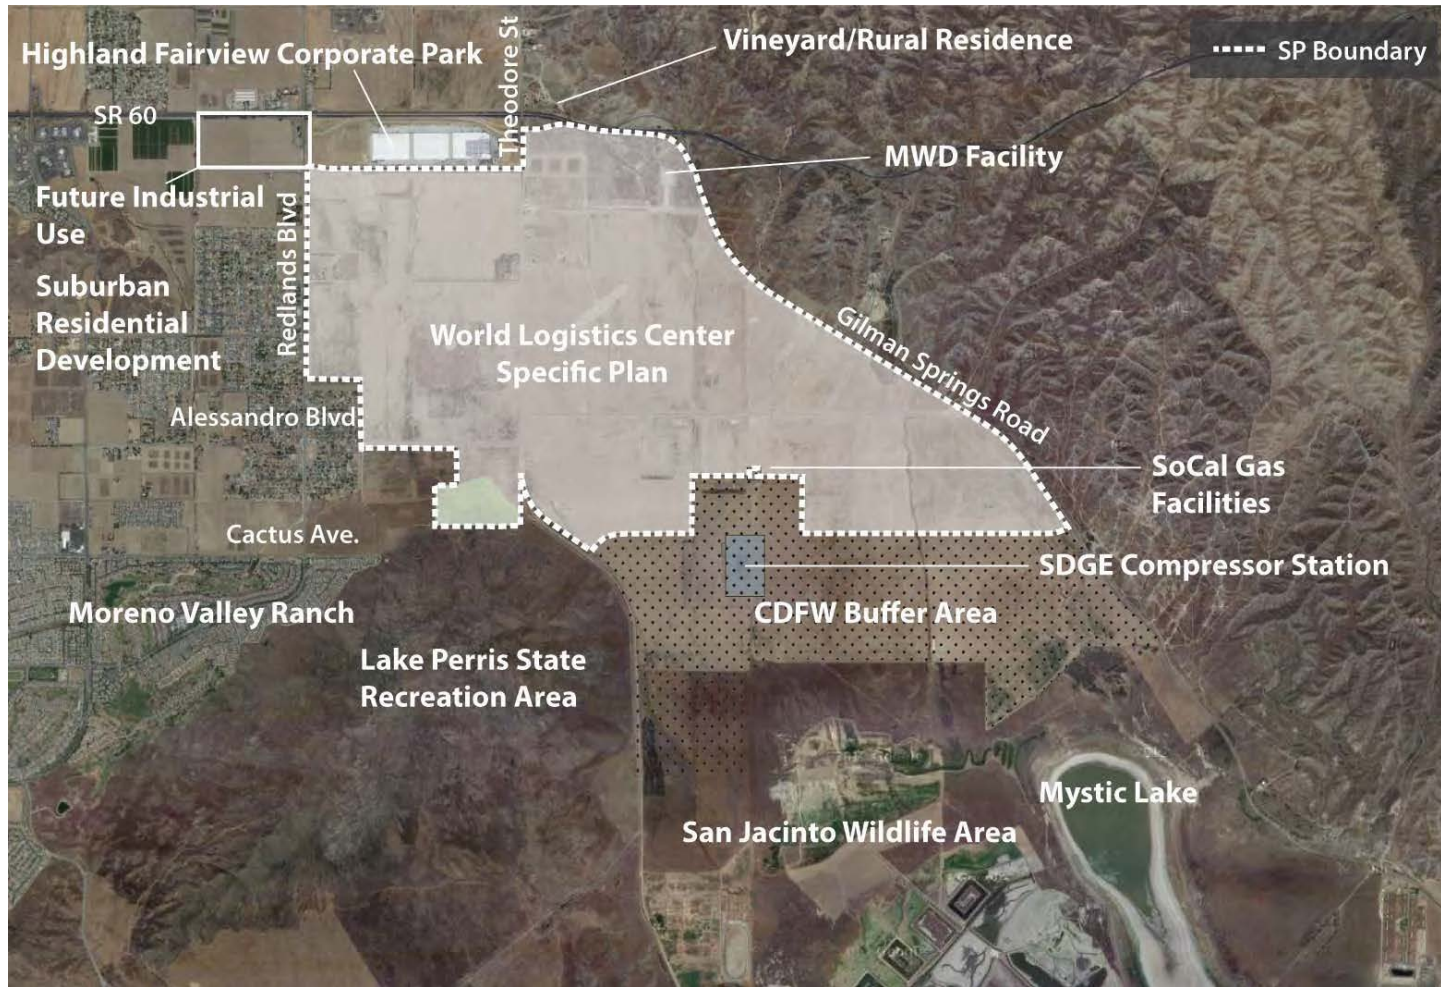 Highland Fairview Corporate Park
Theodore St
Vineyard/Rural Residence
SP Boundary
SR 60
MWD Facility
Future Industrial
Use
Redlands Blvd
Suburban
Residential
Development
World Logistics Center
Specific Plan
Gilman Springs Road
Alessandro Blvd
SoCal Gas
Facilities
Cactus Ave.
SDGE Compressor Station
Moreno Valley Ranch
CDFW Buffer Area
Lake Perris State
Recreation Area
Mystic Lake
San Jacinto Wildlife Area